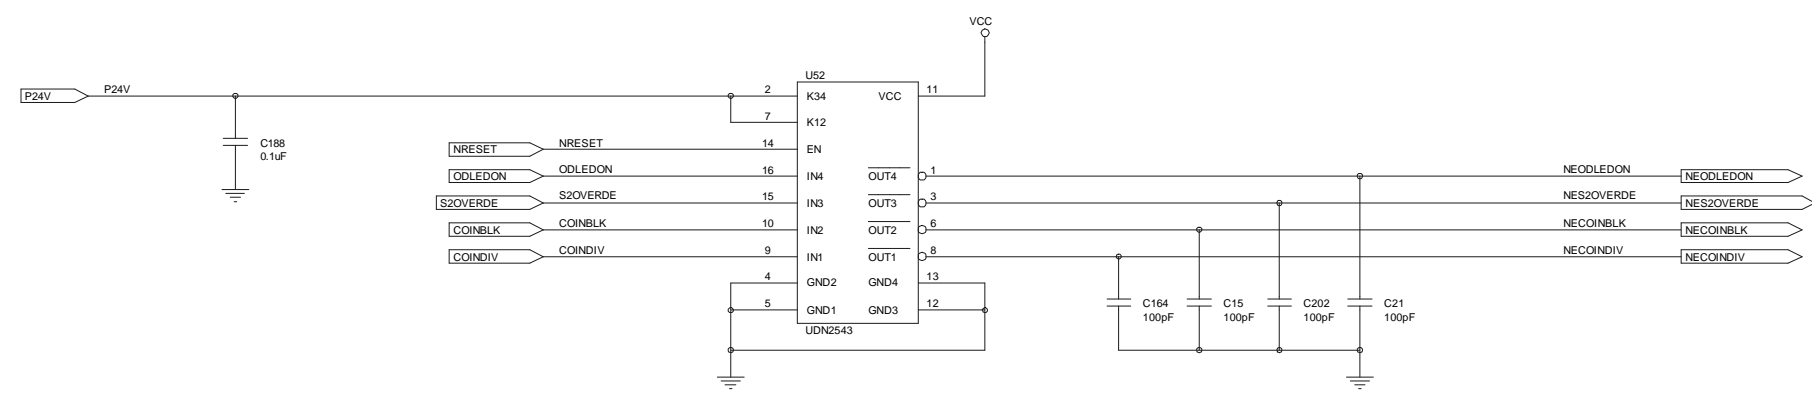 VCC
U52
P24V P24V 2 K34 VCC 11
7 K12
C188
0.1uF
NRESET NRESET 14 EN
ODLEDON ODLEDON 16 IN4 OUT4 1 NEODLEDON NEODLEDON
S2OVERDE S2OVERDE 15 IN3 OUT3 3 NES2OVERDE NES2OVERDE
COINBLK COINBLK 10 IN2 OUT2 6 NECOINBLK NECOINBLK
COINDIV COINDIV 9 IN1 OUT1 8 NECOINDIV NECOINDIV
4 GND2 GND4 13
5 GND1 GND3 12
C164 C15 C202 C21
100pF 100pF 100pF 100pF
UDN2543